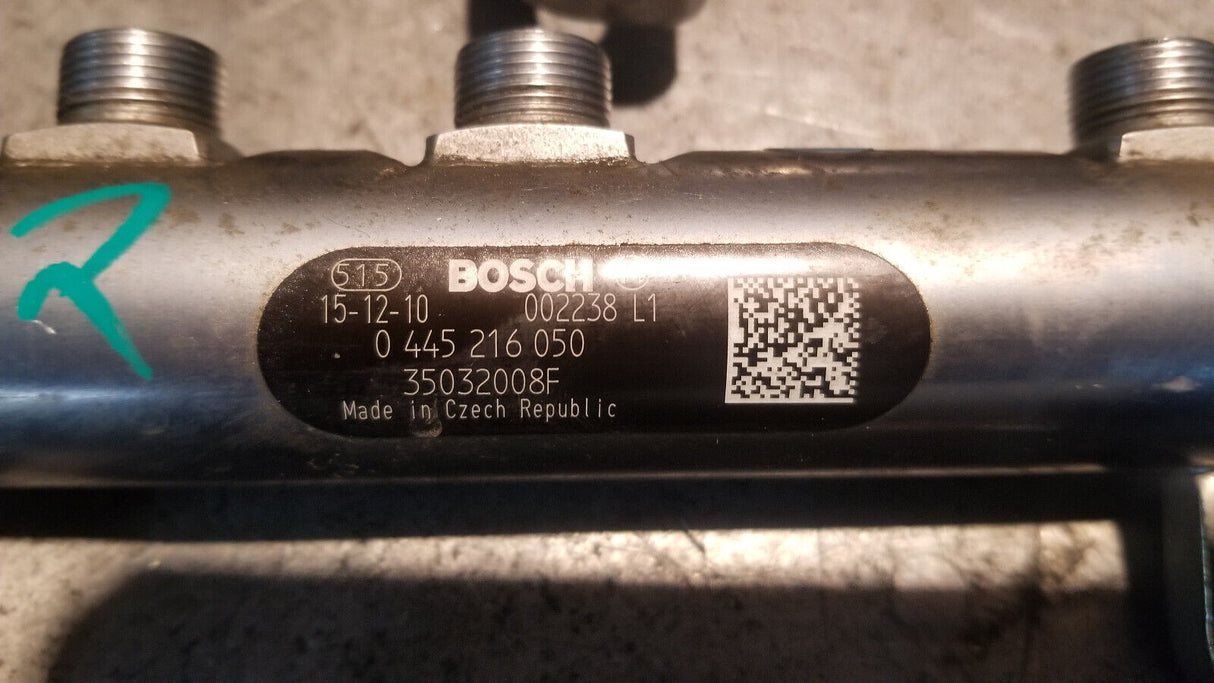 R
515 BOSCH
15-12-10 002238 L1
0 445 216 050
35032008F
Made in Czech Republic